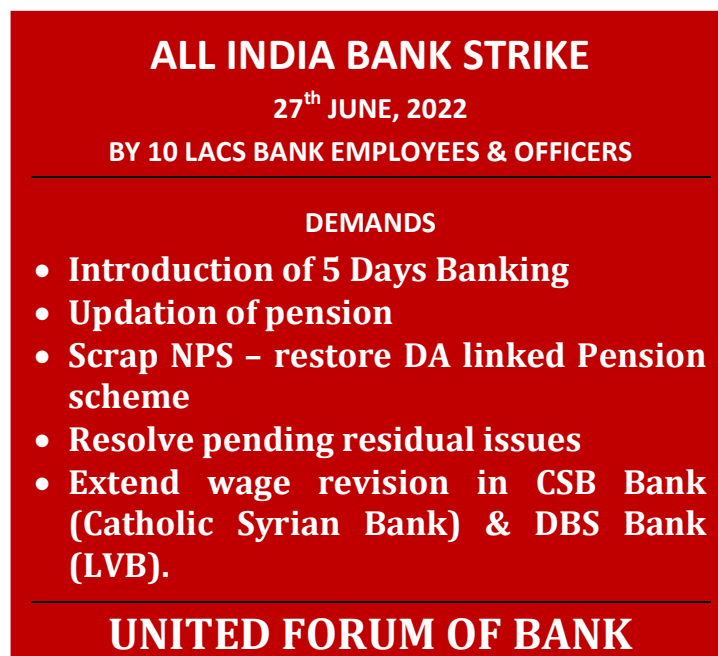 ALL INDIA BANK STRIKE
27th JUNE, 2022
BY 10 LACS BANK EMPLOYEES & OFFICERS
DEMANDS
• Introduction of 5 Days Banking
• Updation of pension
• Scrap NPS – restore DA linked Pension
scheme
• Resolve pending residual issues
• Extend wage revision in CSB Bank
(Catholic Syrian Bank) & DBS Bank
(LVB).
UNITED FORUM OF BANK